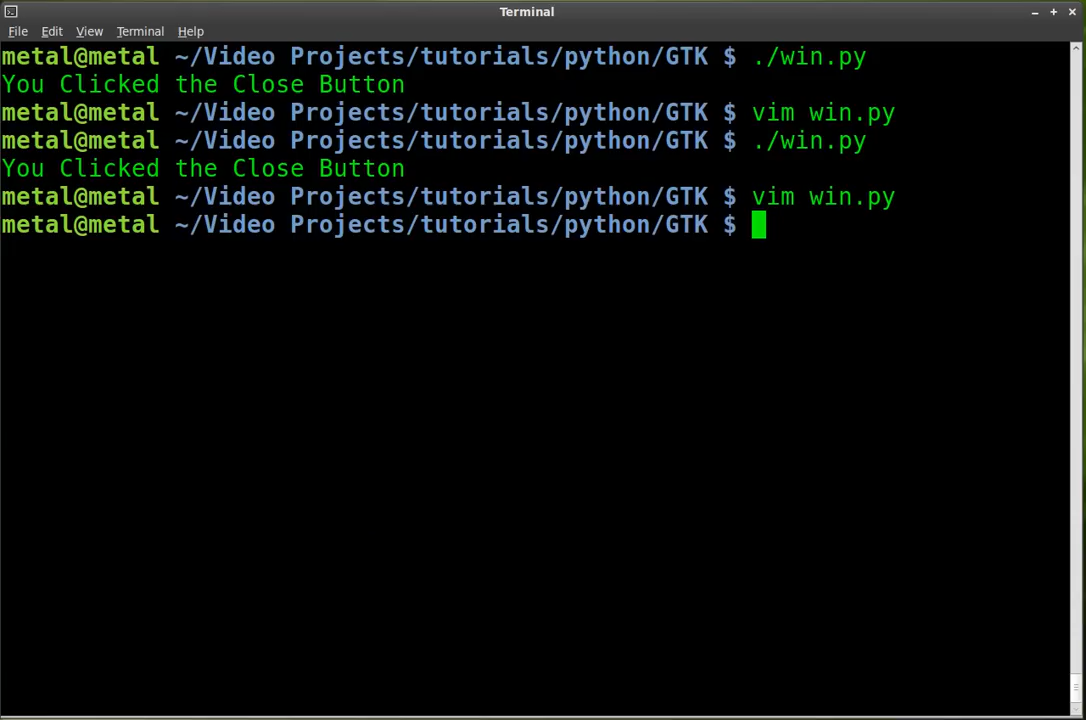 Terminal
File Edit View Terminal Help
metal@metal ~/Video Projects/tutorials/python/GTK $ ./win.py
You Clicked the Close Button
metal@metal ~/Video Projects/tutorials/python/GTK $ vim win.py
metal@metal ~/Video Projects/tutorials/python/GTK $ ./win.py
You Clicked the Close Button
metal@metal ~/Video Projects/tutorials/python/GTK $ vim win.py
metal@metal ~/Video Projects/tutorials/python/GTK $